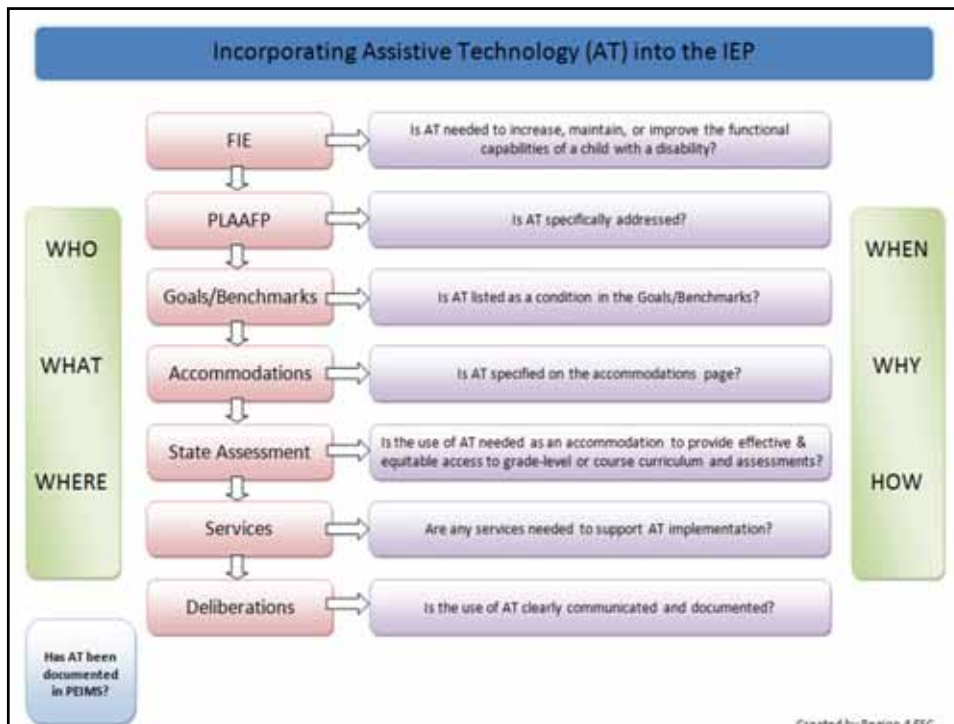 Incorporating Assistive Technology (AT) into the IEP
FIE
Is AT needed to increase, maintain, or improve the functional
capabilities of a child with a disability?
PLAAFP
Is AT specifically addressed?
Goals/Benchmarks
Is AT listed as a condition in the Goals/Benchmarks?
Accommodations
Is AT specified on the accommodations page?
State Assessment
Is the use of AT needed as an accommodation to provide effective &
equitable access to grade-level or course curriculum and assessments?
Services
Are any services needed to support AT implementation?
Deliberations
Is the use of AT clearly communicated and documented?
WHO
WHAT
WHERE
WHEN
WHY
HOW
Has AT been
documented
in PEIMS?
Created by Region 4 ESC